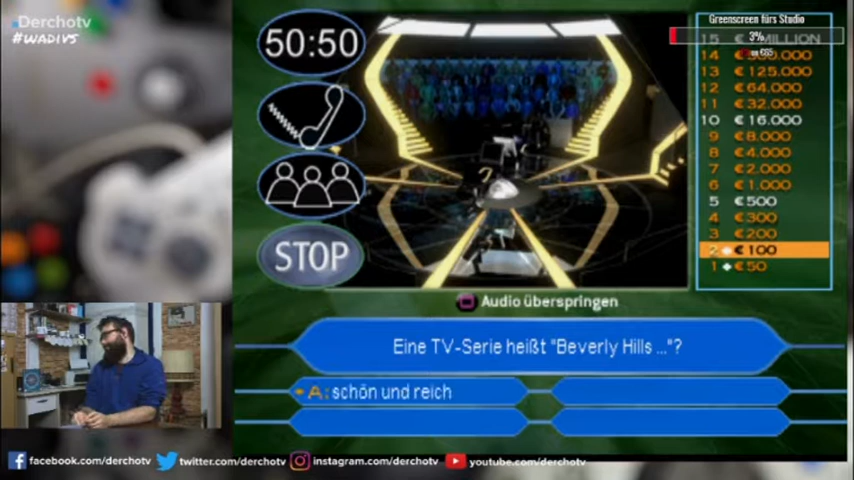 Derchotv
#WADIVS
50:50
STOP
Greenscreen fürs Studio
3%
15 MILLION
14
13 € 125.000
12 € 64.000
11 € 32.000
10 € 16.000
9 € 8.000
8 € 4.000
7 € 2.000
6 € 1.000
5 € 500
4 € 300
3 € 200
2 € 100
1 € 50
Audio überspringen
Eine TV-Serie heißt "Beverly Hills ..."?
A: schön und reich
facebook.com/derchotv
twitter.com/derchotv
instagram.com/derchotv
youtube.com/derchotv